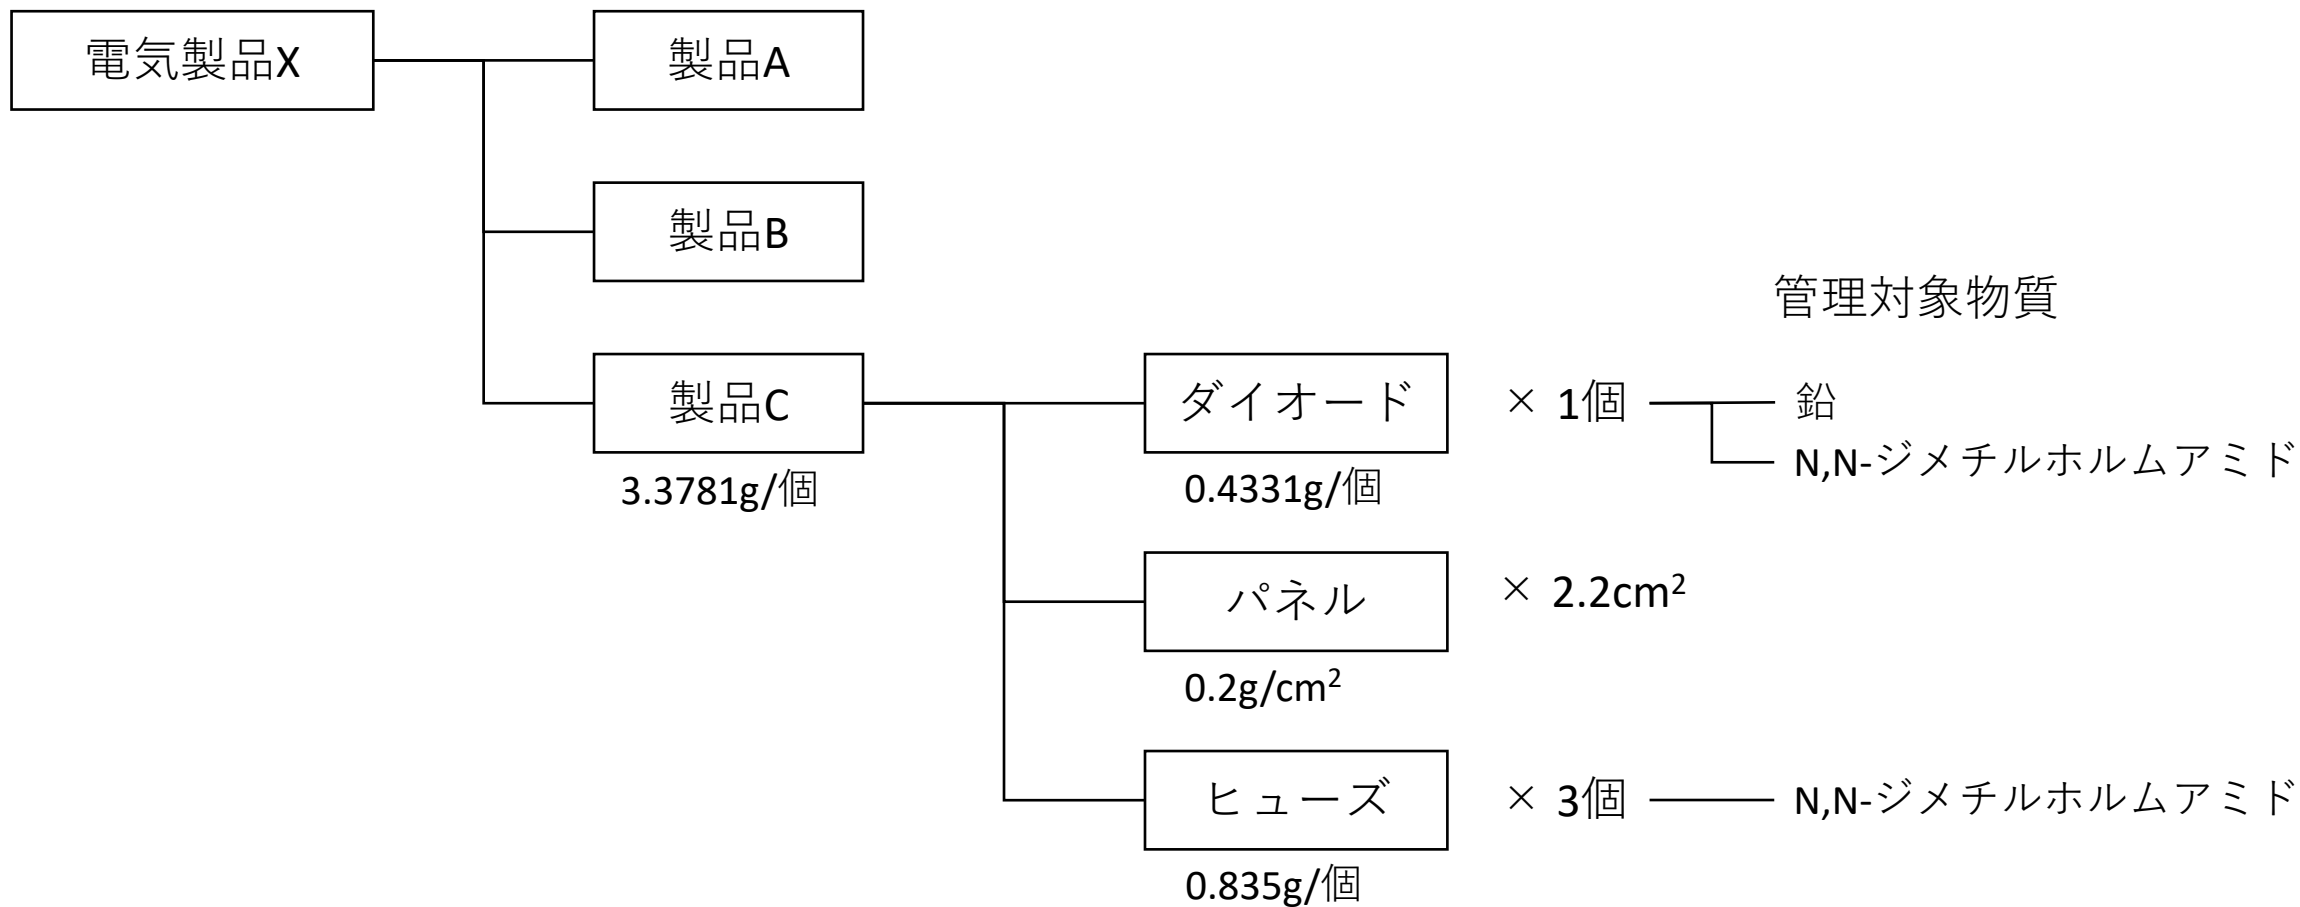 電気製品X
製品A
製品B
管理対象物質
製品C
3.3781g/個
ダイオード
× 1個
鉛
N,N-ジメチルホルムアミド
0.4331g/個
パネル
× 2.2cm²
0.2g/cm²
ヒューズ
× 3個
N,N-ジメチルホルムアミド
0.835g/個